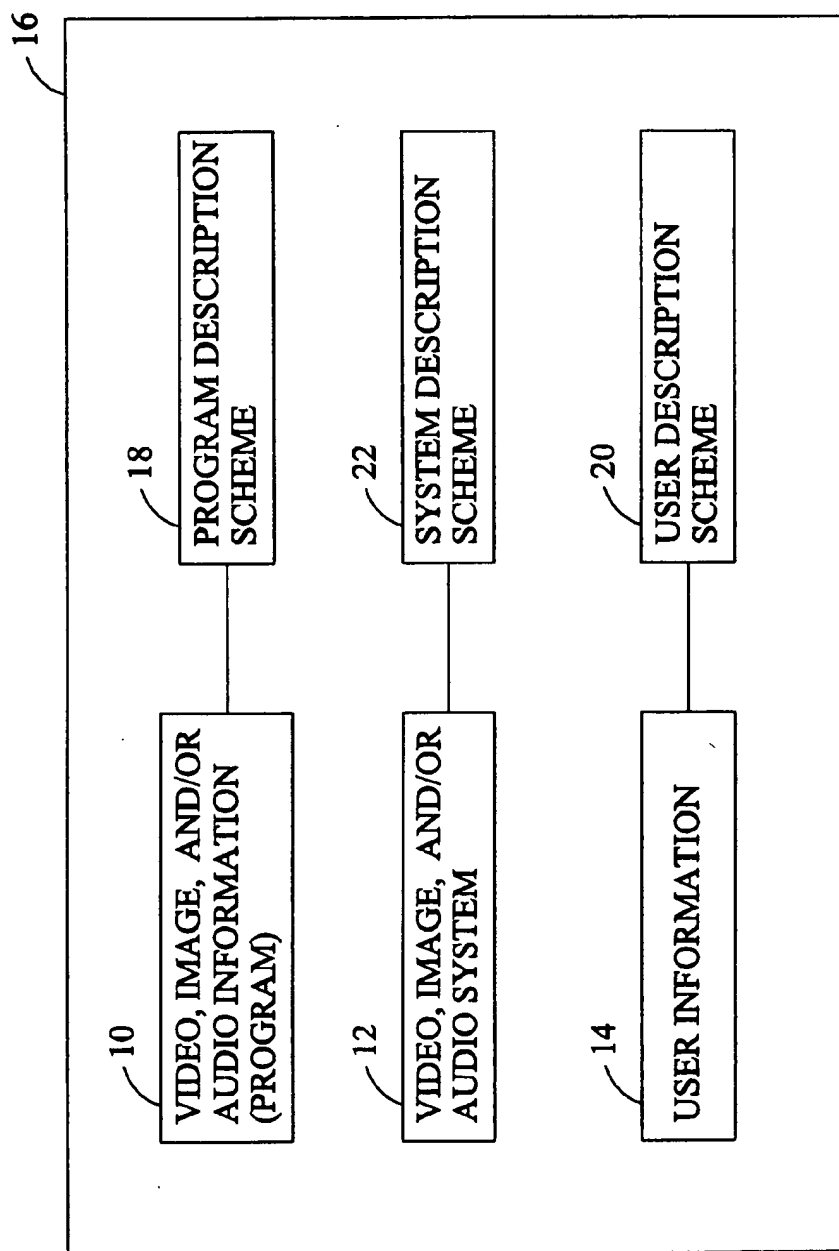 16
10
VIDEO, IMAGE, AND/OR
AUDIO INFORMATION
(PROGRAM)
18
PROGRAM DESCRIPTION
SCHEME
12
VIDEO, IMAGE, AND/OR
AUDIO SYSTEM
22
SYSTEM DESCRIPTION
SCHEME
14
USER INFORMATION
20
USER DESCRIPTION
SCHEME